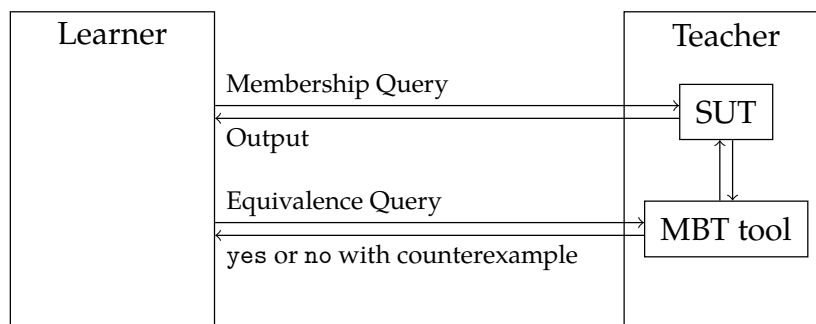 Learner
Teacher
Membership Query
SUT
Output
Equivalence Query
MBT tool
yes or no with counterexample